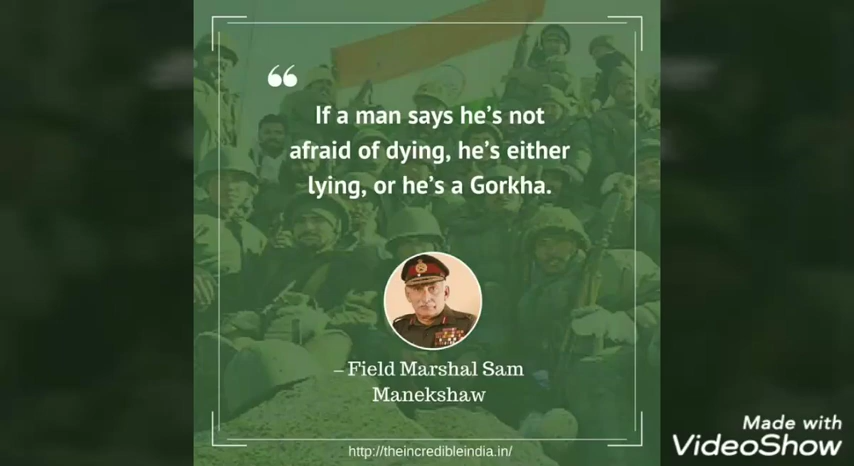 If a man says he's not
afraid of dying, he's either
lying, or he's a Gorkha.
– Field Marshal Sam
Manekshaw
http://theincredibleindia.in/
Made with
VideoShow